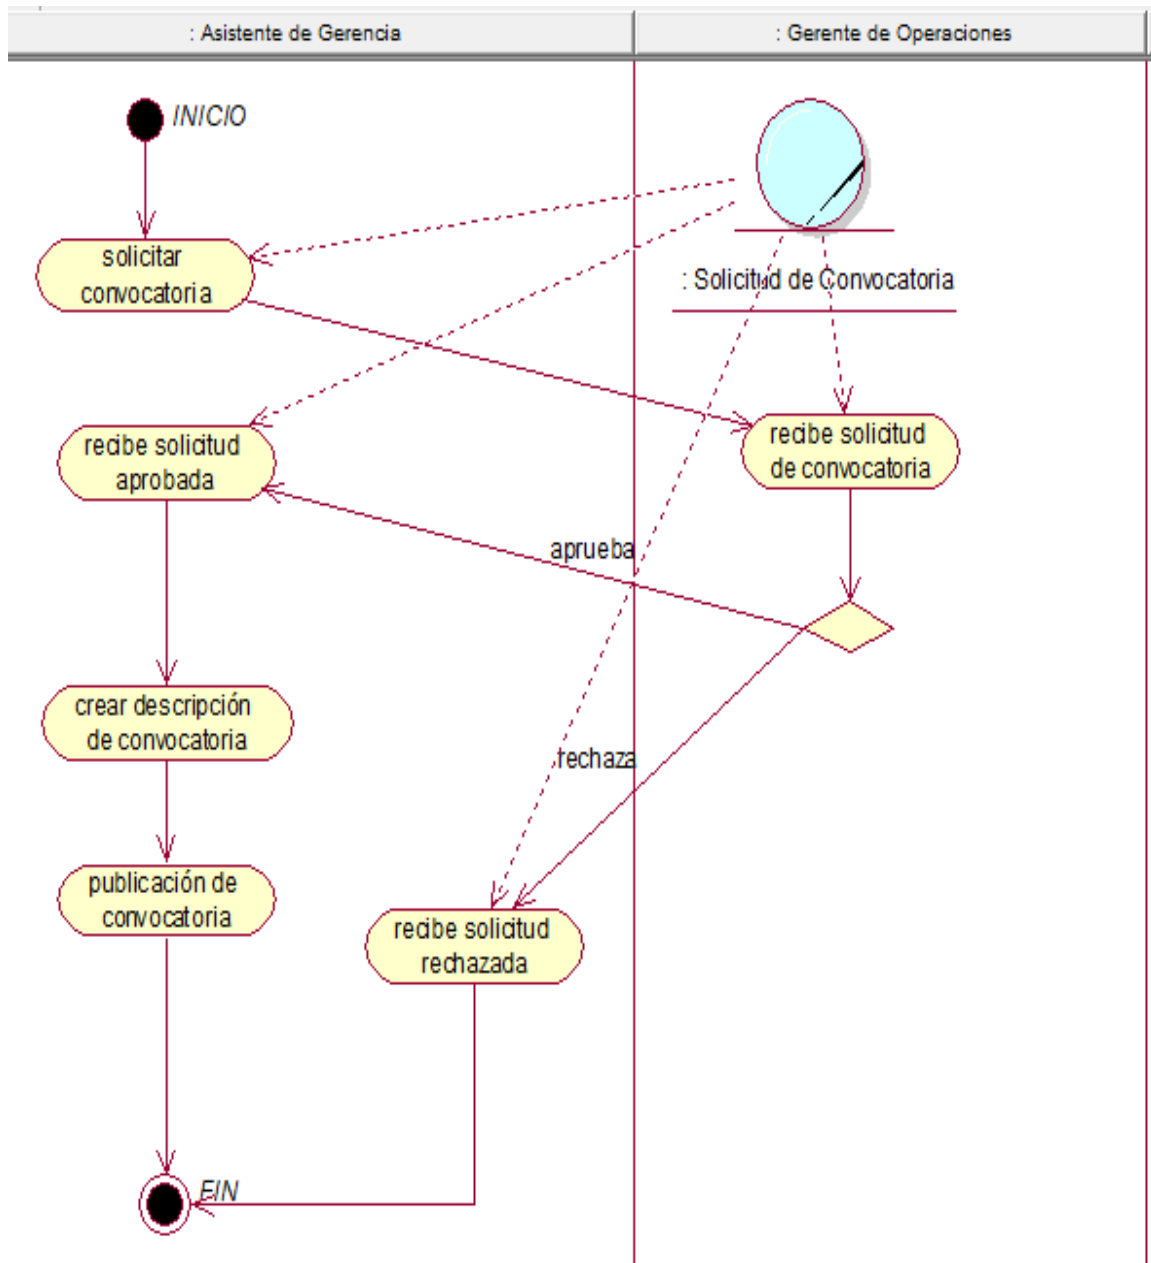 : Asistente de Gerencia
: Gerente de Operaciones
INICIO
solicitar
convocatoria
: Solicitud de Convocatoria
recibe solicitud
aprobada
recibe solicitud
de convocatoria
aprueba
crear descripción
de convocatoria
rechaza
publicación de
convocatoria
recibe solicitud
rechazada
FIN